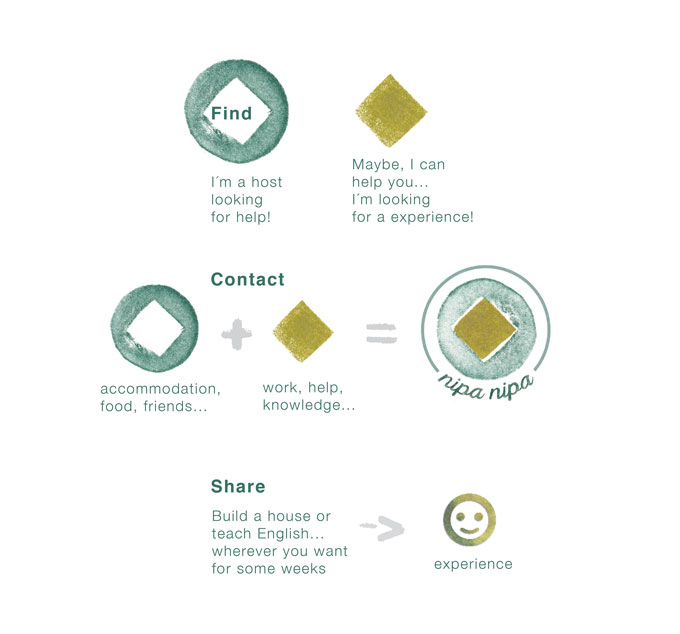 Find
I´m a host
looking
for help!
Maybe, I can
help you...
I´m looking
for a experience!
Contact
accommodation,
food, friends...
work, help,
knowledge...
nipa nipa
Share
Build a house or
teach English...
wherever you want
for some weeks
experience